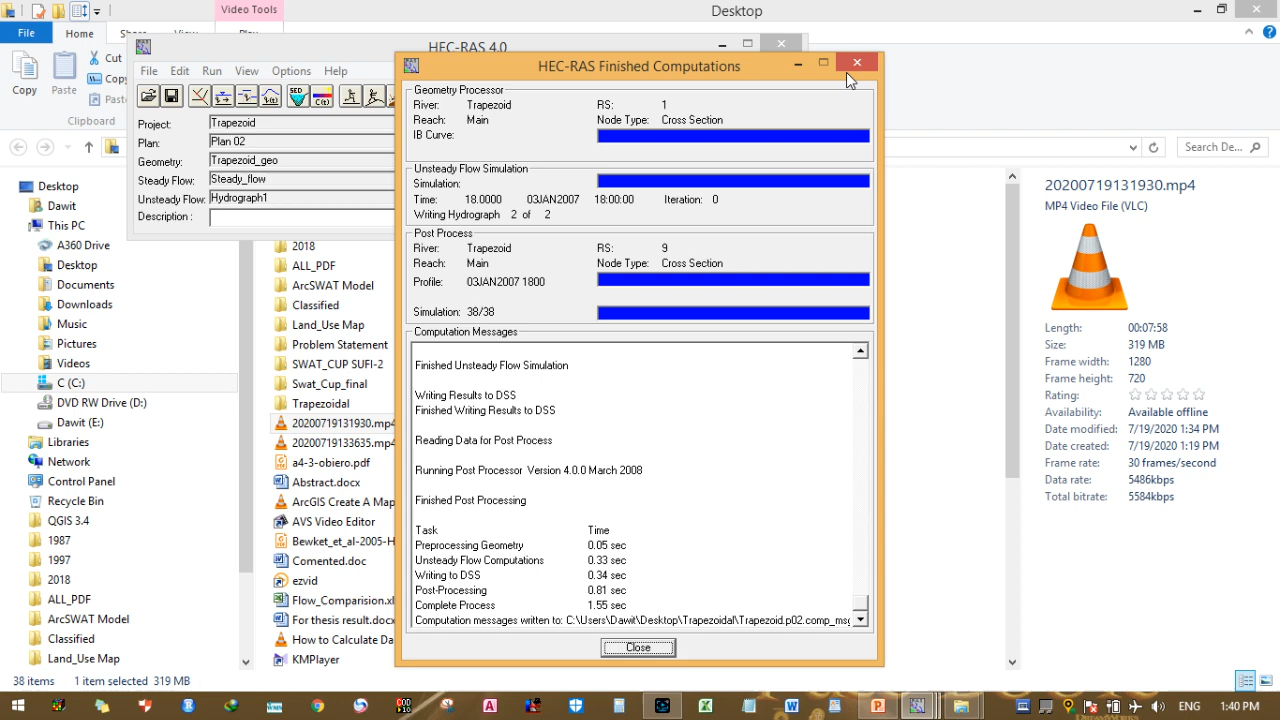 Video Tools
Desktop
File
Home
View
Copy
Paste
Cut
Clipboard
Search De...
HEC-RAS 4.0
File Edit Run View Options Help
Project: Trapezoid
Plan: Plan 02
Geometry: Trapezoid_geo
Steady Flow: Steady_flow
Unsteady Flow: Hydrograph1
Description :
HEC-RAS Finished Computations
Geometry Processor
River: Trapezoid RS: 1
Reach: Main Node Type: Cross Section
IB Curve:
Unsteady Flow Simulation
Simulation:
Time: 18.0000 03JAN2007 18:00:00 Iteration: 0
Writing Hydrograph 2 of 2
Post Process
River: Trapezoid RS: 9
Reach: Main Node Type: Cross Section
Profile: 03JAN2007 1800
Simulation: 38/38
Computation Messages
Finished Unsteady Flow Simulation
Writing Results to DSS
Finished Writing Results to DSS
Reading Data for Post Process
Running Post Processor Version 4.0.0 March 2008
Finished Post Processing
Task Time
Preprocessing Geometry 0.05 sec
Unsteady Flow Computations 0.33 sec
Writing to DSS 0.34 sec
Post-Processing 0.81 sec
Complete Process 1.55 sec
Computation messages written to: C:\Users\Dawit\Desktop\Trapezoidal\Trapezoid.p02.comp_msg
Close
Desktop
Dawit
This PC
A360 Drive
Desktop
Documents
Downloads
Music
Pictures
Videos
C (C:)
DVD RW Drive (D:)
Dawit (E:)
Libraries
Network
Control Panel
Recycle Bin
QGIS 3.4
1987
1997
2018
ALL_PDF
ArcSWAT Model
Classified
Land_Use Map
2018
ALL_PDF
ArcSWAT Model
Classified
Land_Use Map
Problem Statement
SWAT_CUP SUFI-2
Swat_Cup_final
Trapezoidal
20200719131930.mp4
20200719133635.mp4
a4-3-obiero.pdf
Abstract.docx
ArcGIS Create A Map
AVS Video Editor
Bewket_et_al-2005-H
Comented.doc
ezvid
Flow_Comparision.xl
For thesis result.docx
How to Calculate Da
KMPlayer
20200719131930.mp4
MP4 Video File (VLC)
Length: 00:07:58
Size: 319 MB
Frame width: 1280
Frame height: 720
Rating:
Availability: Available offline
Date modified: 7/19/2020 1:34 PM
Date created: 7/19/2020 1:19 PM
Frame rate: 30 frames/second
Data rate: 5486kbps
Total bitrate: 5584kbps
38 items 1 item selected 319 MB
ENG 1:40 PM